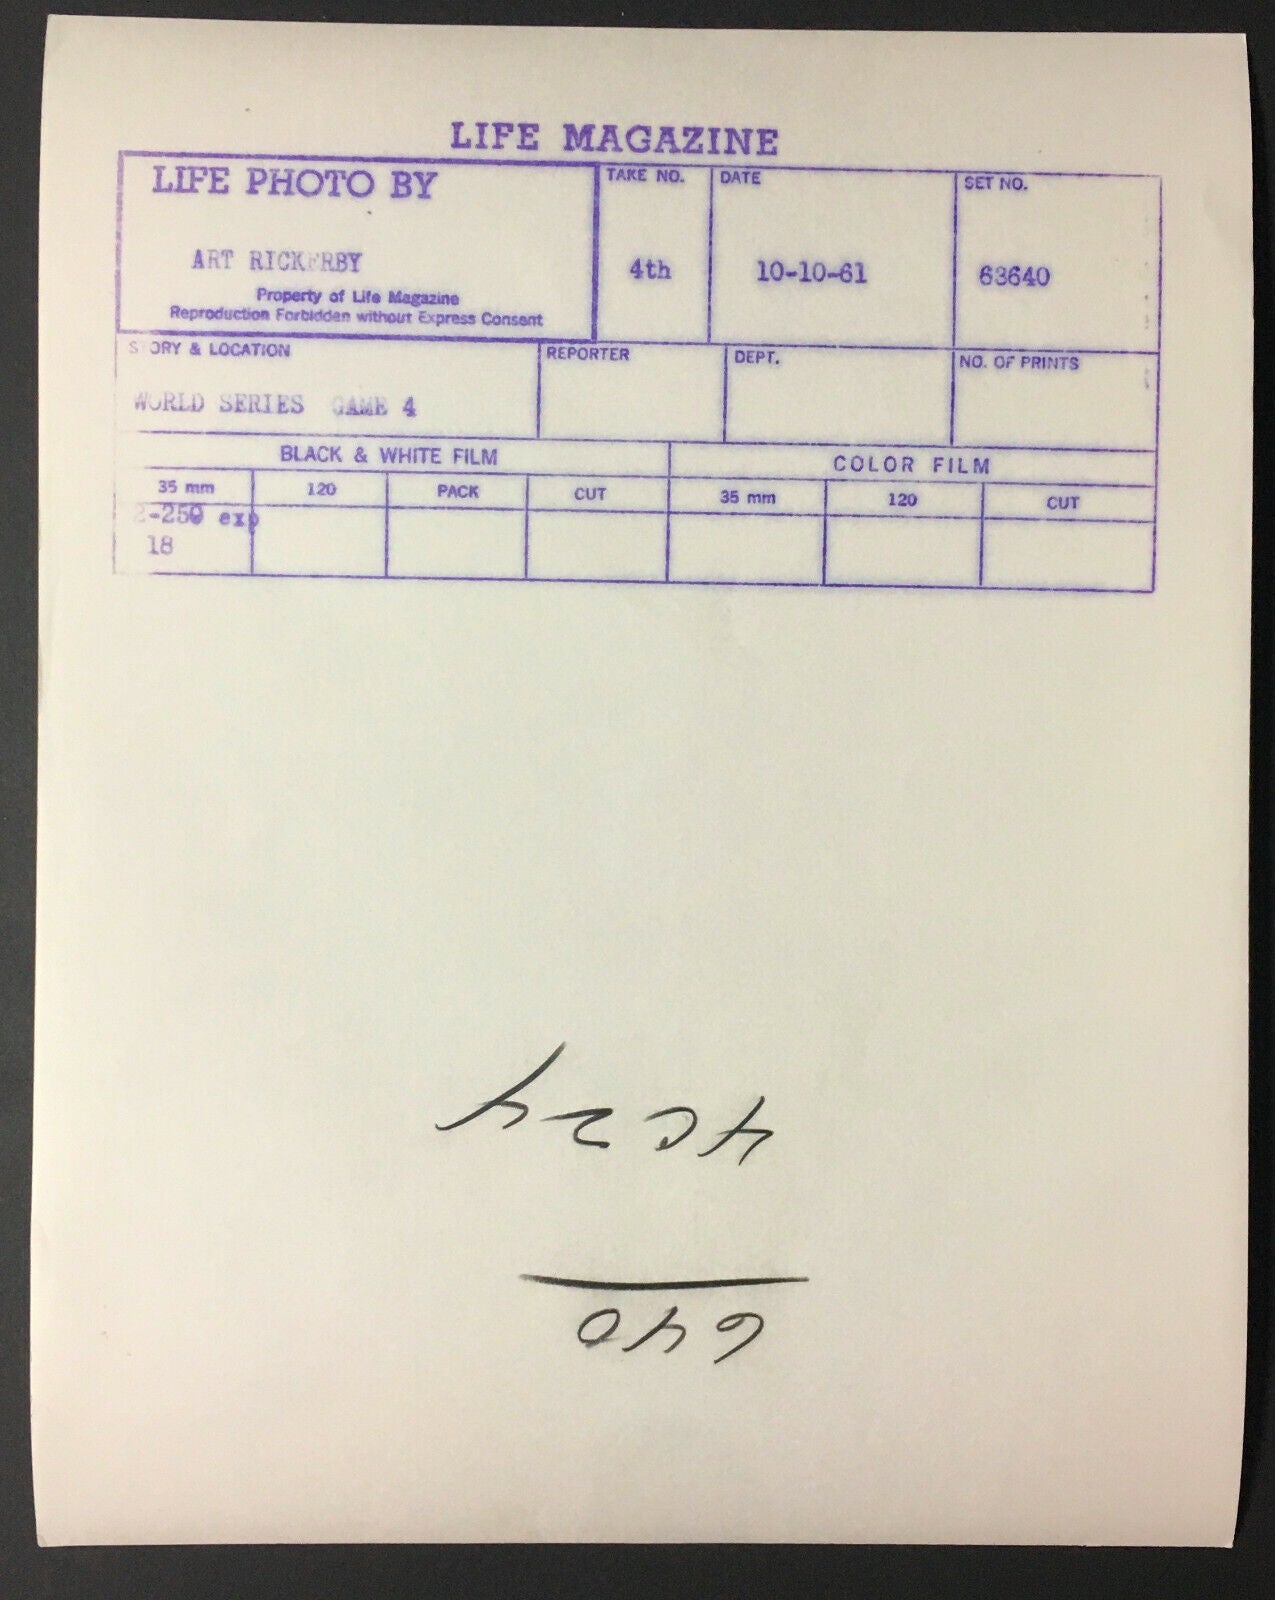 LIFE MAGAZINE
LIFE PHOTO BY
ART RICKERBY
Property of Life Magazine
Reproduction Forbidden without Express Consent
TAKE NO.
4th
DATE
10-10-61
SET NO.
63640
STORY & LOCATION
WORLD SERIES GAME 4
REPORTER
DEPT.
NO. OF PRINTS
BLACK & WHITE FILM
COLOR FILM
35 mm 120 PACK CUT 35 mm 120 CUT
2-250 exp
18
640